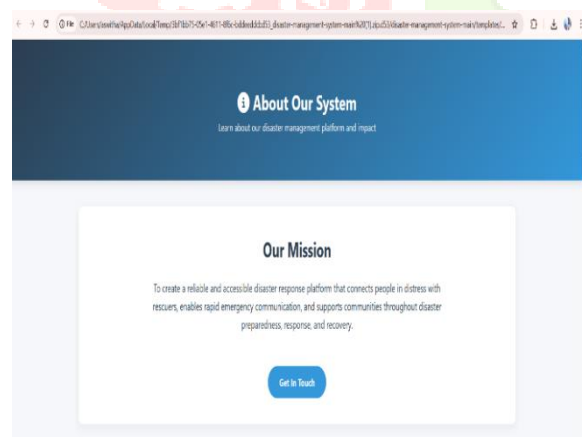 File
About Our System
Learn about our disaster management platform and impact
Our Mission
To create a reliable and accessible disaster response platform that connects people in distress with
rescuers, enables rapid emergency communication, and supports communities throughout disaster
preparedness, response, and recovery.
Get In Touch